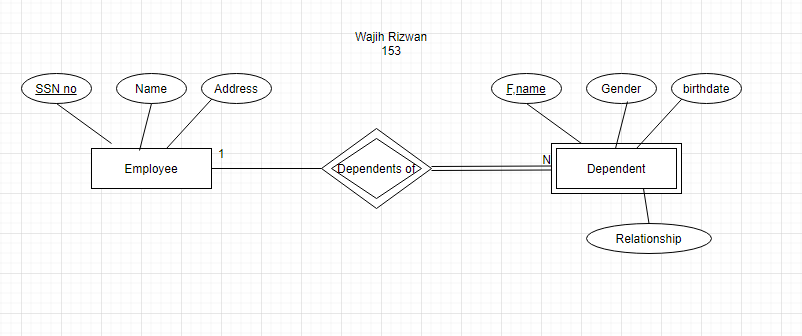 Wajih Rizwan
153
SSN no
Name
Address
F,name
Gender
birthdate
1
N
Employee
Dependents of
Dependent
Relationship